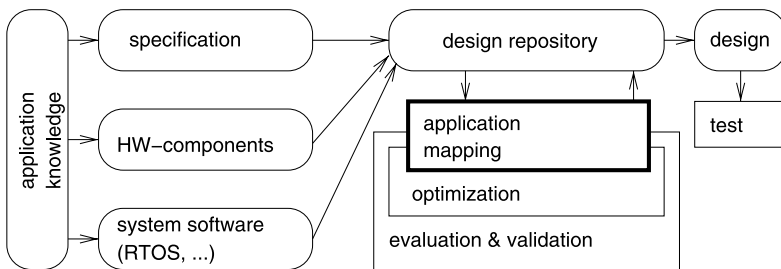 application
knowledge
specification
HW-components
system software
(RTOS, ...)
design repository
application
mapping
optimization
evaluation & validation
design
test